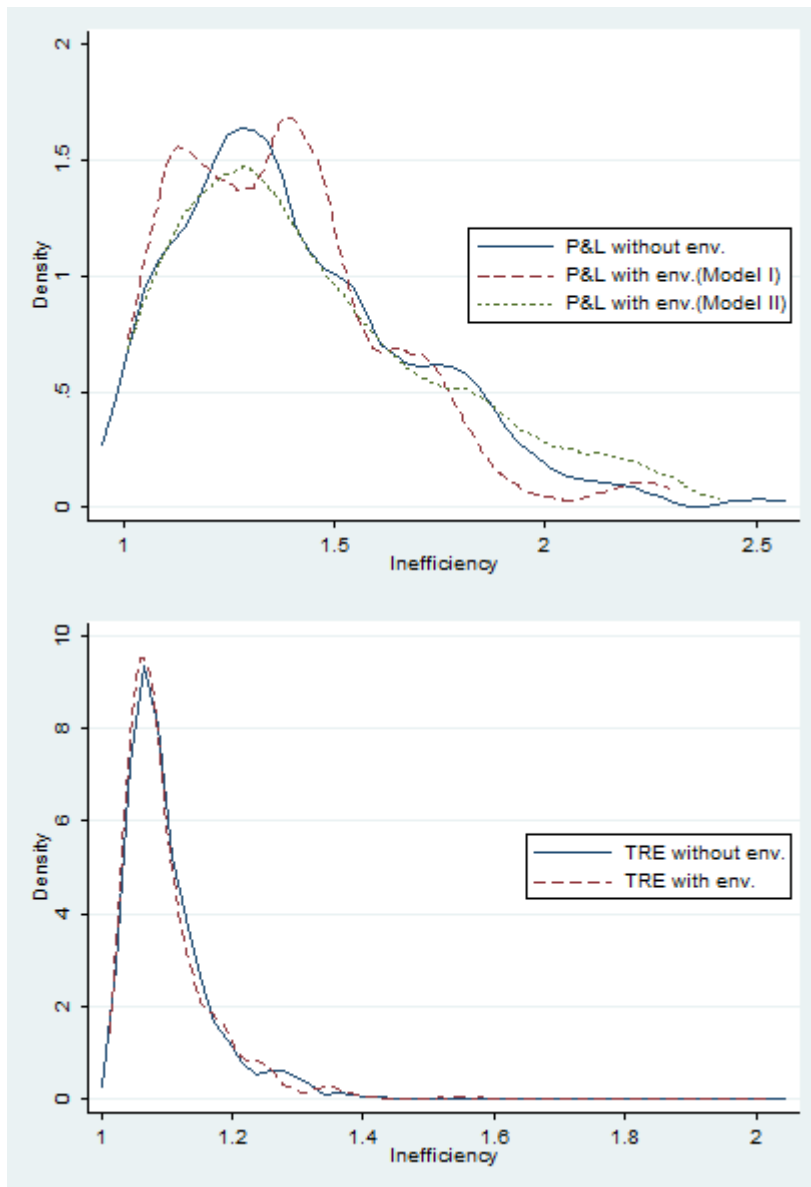 2
1.5
1
.5
0
Density
P&L without env.
P&L with env.(Model I)
P&L with env.(Model II)
1 1.5 2 2.5
Inefficiency
10
8
6
4
2
0
Density
TRE without env.
TRE with env.
1 1.2 1.4 1.6 1.8 2
Inefficiency